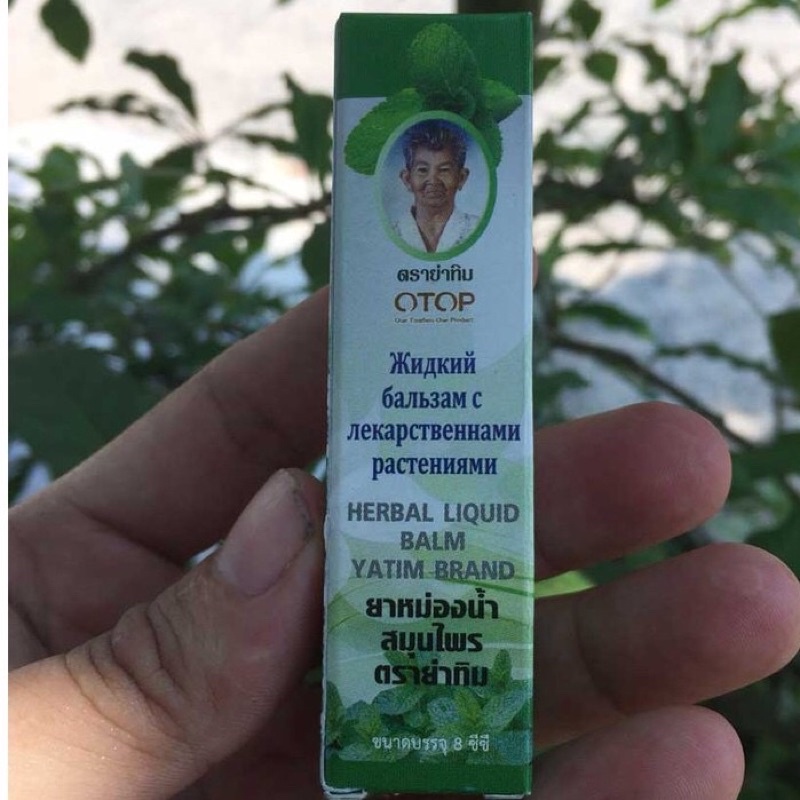 ตราย่าทิม
OTOP
One Tambon One Product
Жидкий
бальзам с
лекарственнами
растениями
HERBAL LIQUID
BALM
YATIM BRAND
ยาหม่องน้ำ
สมุนไพร
ตราย่าทิม
ขนาดบรรจุ 8 ซีซี